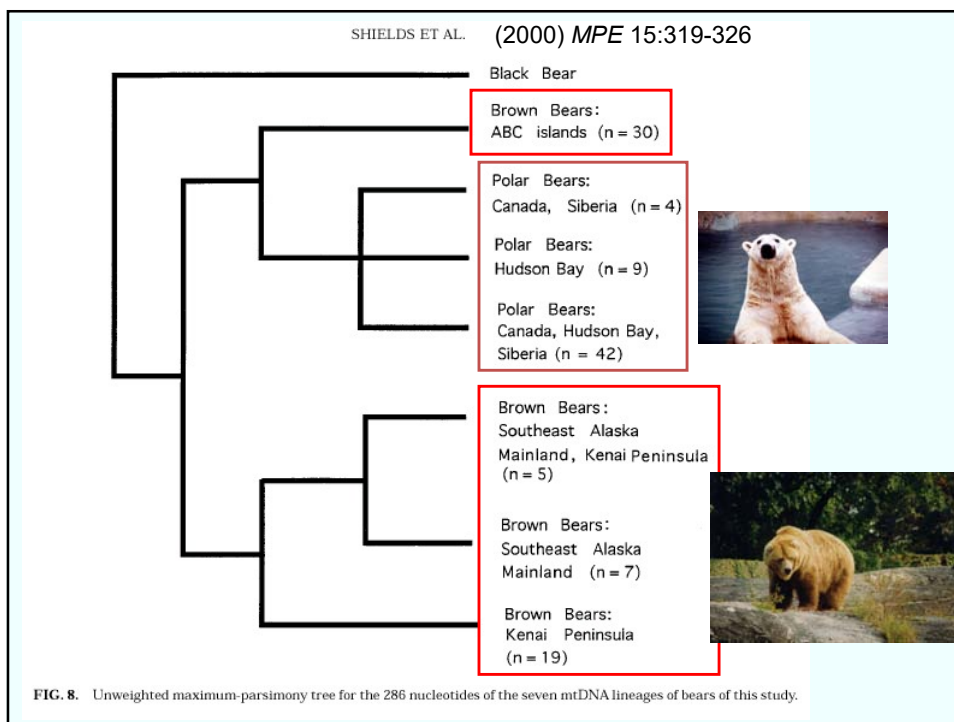 SHIELDS ET AL. (2000) MPE 15:319-326
Black Bear
Brown Bears:
ABC islands (n = 30)
Polar Bears:
Canada, Siberia (n = 4)
Polar Bears:
Hudson Bay (n = 9)
Polar Bears:
Canada, Hudson Bay,
Siberia (n = 42)
Brown Bears:
Southeast Alaska
Mainland, Kenai Peninsula
(n = 5)
Brown Bears:
Southeast Alaska
Mainland (n = 7)
Brown Bears:
Kenai Peninsula
(n = 19)
FIG. 8. Unweighted maximum-parsimony tree for the 286 nucleotides of the seven mtDNA lineages of bears of this study.